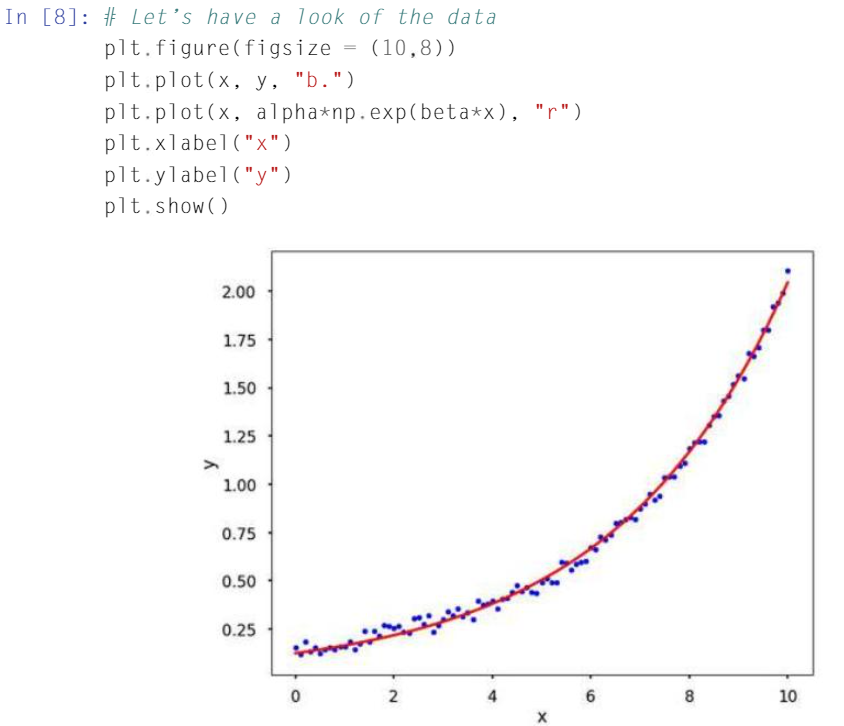 In [8]: # Let's have a look of the data
plt.figure(figsize = (10,8))
plt.plot(x, y, "b.")
plt.plot(x, alpha*np.exp(beta*x), "r")
plt.xlabel("x")
plt.ylabel("y")
plt.show()
2.00
1.75
1.50
1.25
1.00
0.75
0.50
0.25
y
0 2 4 6 8 10
x